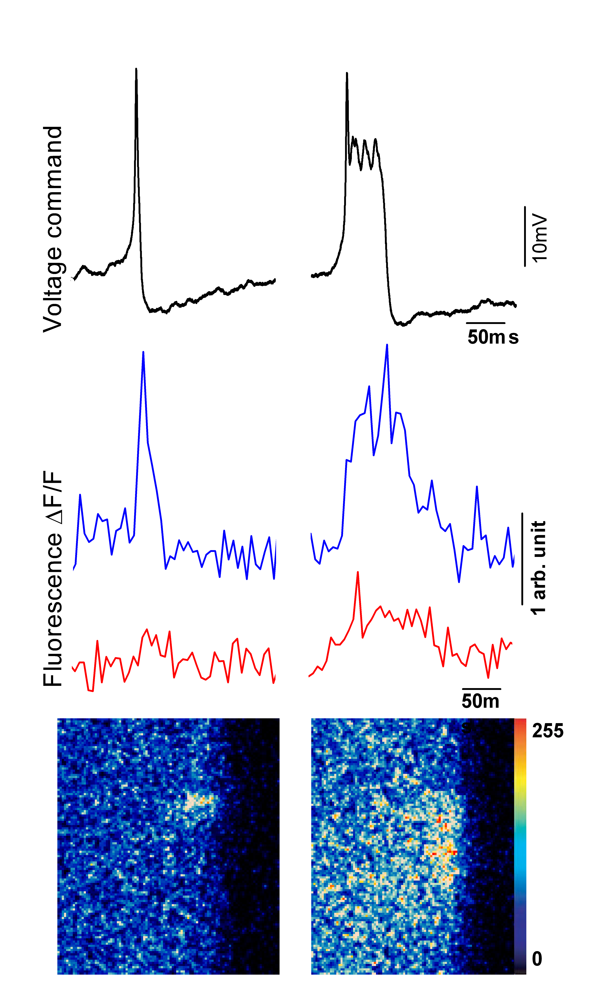 Voltage command
10mV
50ms
Fluorescence ΔF/F
1 arb. unit
50m
s
255
0